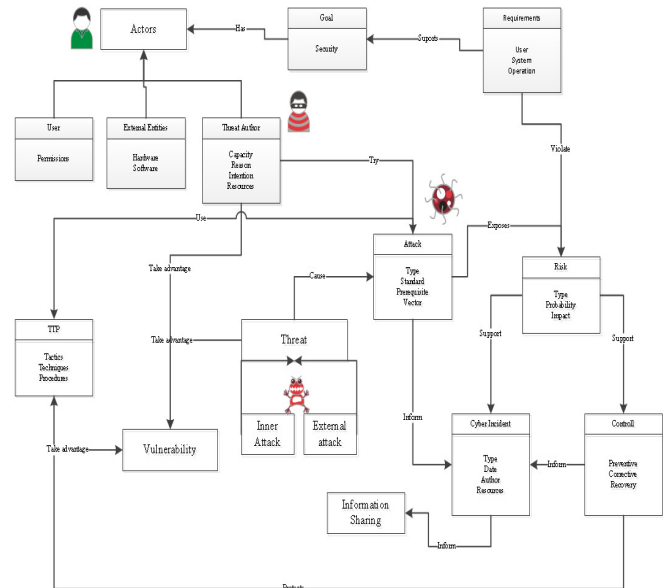 Actors
Has
Goal
Security
Suports
Requirements
User
System
Operation
User
Permissions
External Entities
Hardware
Software
Threat Author
Capacity
Reason
Intention
Resources
Try
Violate
Use
Take advantage
Exposes
Attack
Type
Standard
Prerequisite
Vector
Cause
Risk
Type
Probability
Impact
TTP
Tactics
Techniques
Procedures
Take advantage
Threat
Support
Support
Inner
Attack
External
attack
Inform
Take advantage
Vulnerability
Cyber Incident
Type
Date
Author
Resources
Inform
Controll
Preventive
Corrective
Recovery
Information
Sharing
Inform